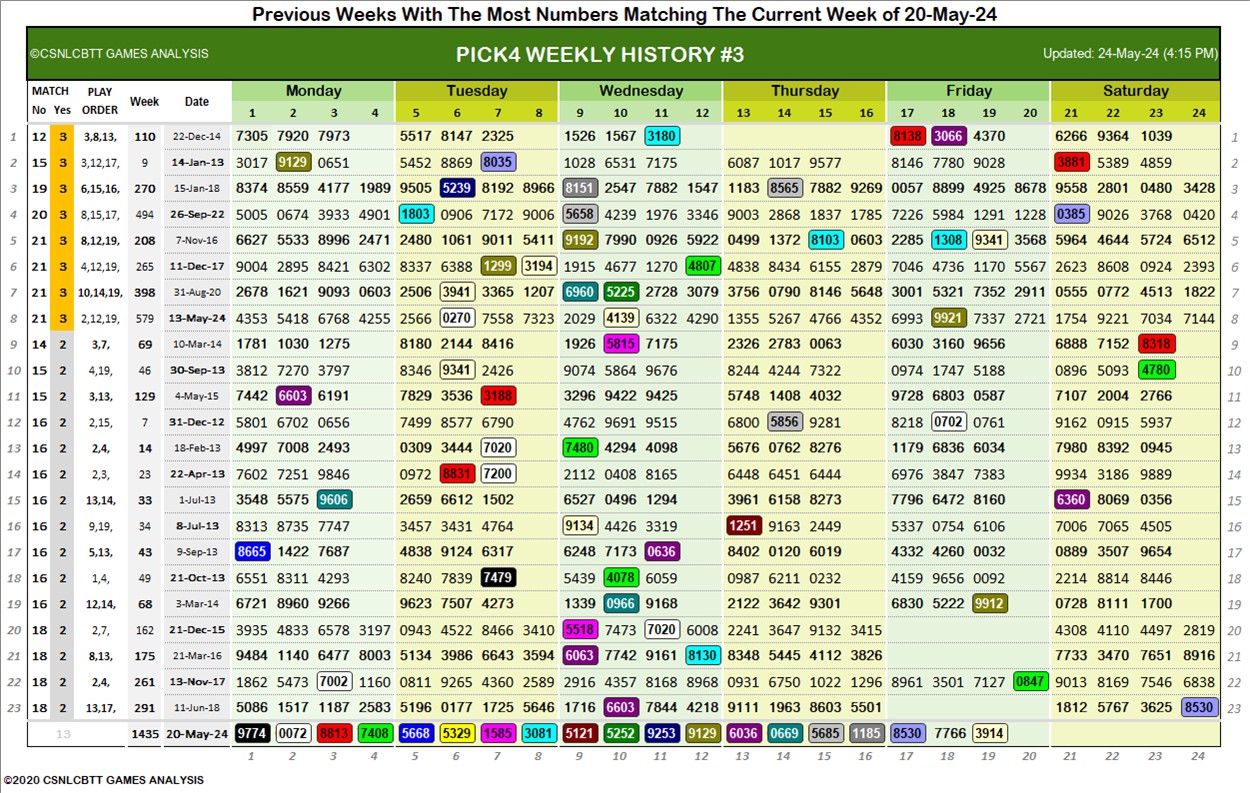 Previous Weeks With The Most Numbers Matching The Current Week of 20-May-24
©CSNLCBTT GAMES ANALYSIS PICK4 WEEKLY HISTORY #3 Updated: 24-May-24 (4:15 PM)
MATCH PLAY Week Date Monday Tuesday Wednesday Thursday Friday Saturday
No Yes ORDER 1 2 3 4 5 6 7 8 9 10 11 12 13 14 15 16 17 18 19 20 21 22 23 24
1 12 3 3,8,13, 110 22-Dec-14 7305 7920 7973 5517 8147 2325 1526 1567 3180 8138 3066 4370 6266 9364 1039 1
2 15 3 3,12,17, 9 14-Jan-13 3017 9129 0651 5452 8869 8035 1028 6531 7175 6087 1017 9577 8146 7780 9028 3881 5389 4859 2
3 19 3 6,15,16, 270 15-Jan-18 8374 8559 4177 1989 9505 5239 8192 8966 8151 2547 7882 1547 1183 8565 7882 9269 0057 8899 4925 8678 9558 2801 0480 3428 3
4 20 3 8,15,17, 494 26-Sep-22 5005 0674 3933 4901 1803 0906 7172 9006 5658 4239 1976 3346 9003 2868 1837 1785 7226 5984 1291 1228 0385 9026 3768 0420 4
5 21 3 8,12,19, 208 7-Nov-16 6627 5533 8996 2471 2480 1061 9011 5411 9192 7990 0926 5922 0499 1372 8103 0603 2285 1308 9341 3568 5964 4644 5724 6512 5
6 21 3 4,12,19, 265 11-Dec-17 9004 2895 8421 6302 8337 6388 1299 3194 1915 4677 1270 4807 4838 8434 6155 2879 7046 4736 1170 5567 2623 8608 0924 2393 6
7 21 3 10,14,19, 398 31-Aug-20 2678 1621 9093 0603 2506 3941 3365 1207 6960 5225 2728 3079 3756 0790 8146 5648 3001 5321 7352 2911 055 0772 4513 1822 7
8 21 3 2,12,19, 579 13-May-24 4353 5418 6768 4255 2566 0270 7558 7323 2029 4139 6322 4290 1355 5267 4766 4352 6993 9921 7337 2721 1754 9221 7034 7144 8
9 14 2 3,7, 69 10-Mar-14 1781 1030 1275 8180 2144 8416 9426 5815 7175 2326 2783 0063 6030 3160 9656 6888 7152 8318 9
10 15 2 4,19, 46 30-Sep-13 3812 7270 3797 8346 9341 2426 9074 5864 9676 8244 4244 7322 0974 1747 5188 0896 5093 4780 10
11 15 2 3,13, 129 4-May-15 7442 6603 6191 7829 3536 3188 3296 9422 9425 5748 1408 4032 9728 6803 0587 7107 2004 2766 11
12 16 2 2,15, 7 31-Dec-12 5801 6702 0656 7499 8577 6790 4762 9691 9515 6800 5856 9281 8218 0702 0761 9162 0915 5937 12
13 16 2 2,4, 14 18-Feb-13 4997 7008 2493 0309 3444 7020 7480 4294 4098 5676 0762 8276 1179 6836 6034 7980 8392 0945 13
14 16 2 2,3, 23 22-Apr-13 7602 7251 9846 0972 8831 7200 2112 0408 8165 6448 6451 6444 6976 3847 7383 9934 3186 9889 14
15 16 2 13,14, 33 1-Jul-13 3548 5575 9606 2659 6612 1502 6527 0496 1294 3961 6158 8273 7796 6472 8160 6360 8069 0356 15
16 16 2 9,19, 34 8-Jul-13 8313 8735 7747 3457 3431 4764 9134 4426 3319 1251 9163 2449 5337 0754 6106 7006 7065 4505 16
17 16 2 5,13, 43 9-Sep-13 8665 1422 7687 4838 9124 6317 6248 7173 0636 8402 0120 6019 4332 4260 0032 0889 3507 9654 17
18 16 2 1,4, 49 21-Oct-13 6551 8311 4293 8240 7839 7479 5439 4078 6059 0987 6211 0232 4159 9656 0092 2214 8814 8446 18
19 16 2 12,14, 68 3-Mar-14 6721 8960 9266 9623 7507 4273 1339 0966 9168 2122 3642 9301 6830 5222 9912 0728 8111 1700 19
20 18 2 2,7, 162 21-Dec-15 3935 4833 6578 3197 0943 4522 8466 3410 5518 7473 7020 6008 2241 3647 9132 3415 4308 4110 4497 2819 20
21 18 2 8,13, 175 21-Mar-16 9484 1140 6477 8003 5134 3986 6643 3594 6063 7742 9161 8130 8348 5445 4112 3826 7733 3470 7651 8916 21
22 18 2 2,4, 261 13-Nov-17 1862 5473 7002 1160 0811 9265 4360 2589 2916 4357 8168 8968 0931 6750 1022 1296 8961 3501 7127 0847 9013 8169 7546 6838 22
23 18 2 13,17, 291 11-Jun-18 5086 1517 1187 2583 5196 0177 1725 5646 1716 6603 7844 4218 9111 1963 8603 5501 1812 5767 3625 8530 23
13 1435 20-May-24 9774 0072 8813 7408 5668 5329 1585 3081 5121 5252 9253 9129 6036 0669 5685 1185 8530 7766 3914
1 2 3 4 5 6 7 8 9 10 11 12 13 14 15 16 17 18 19 20 21 22 23 24
©2020 CSNLCBTT GAMES ANALYSIS